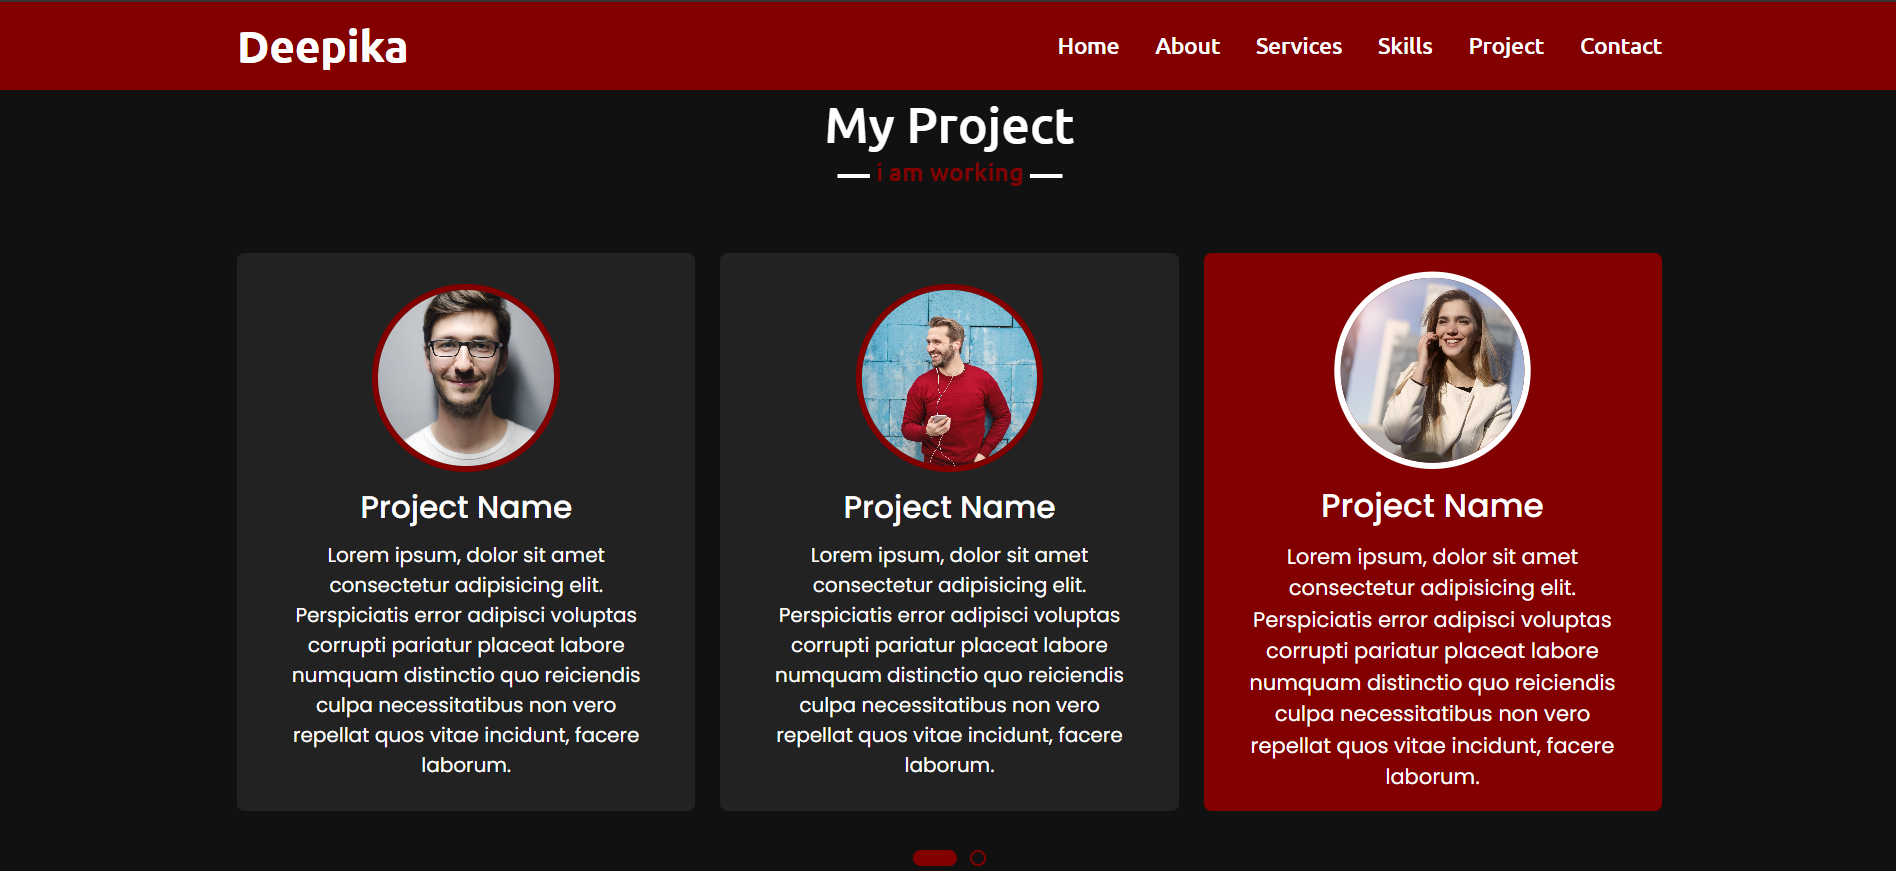 Deepika
Home About Services Skills Project Contact
My Project
i am working
Project Name
Lorem ipsum, dolor sit amet
consectetur adipisicing elit.
Perspiciatis error adipisci voluptas
corrupti pariatur placeat labore
numquam distinctio quo reiciendis
culpa necessitatibus non vero
repellat quos vitae incidunt, facere
laborum.
Project Name
Lorem ipsum, dolor sit amet
consectetur adipisicing elit.
Perspiciatis error adipisci voluptas
corrupti pariatur placeat labore
numquam distinctio quo reiciendis
culpa necessitatibus non vero
repellat quos vitae incidunt, facere
laborum.
Project Name
Lorem ipsum, dolor sit amet
consectetur adipisicing elit.
Perspiciatis error adipisci voluptas
corrupti pariatur placeat labore
numquam distinctio quo reiciendis
culpa necessitatibus non vero
repellat quos vitae incidunt, facere
laborum.